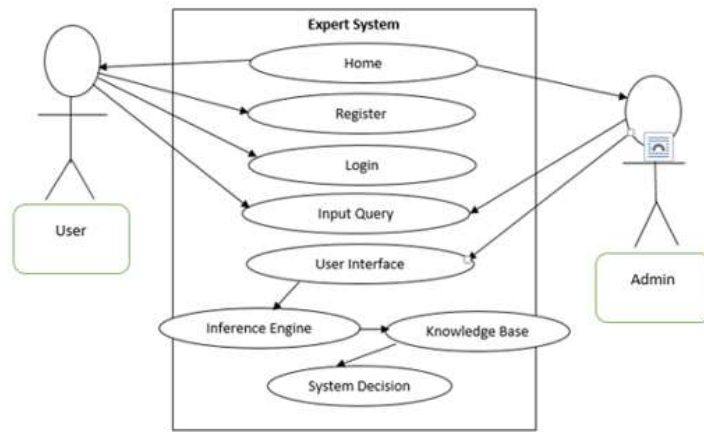 Expert System
Home
Register
Login
Input Query
User
User Interface
Admin
Inference Engine
Knowledge Base
System Decision